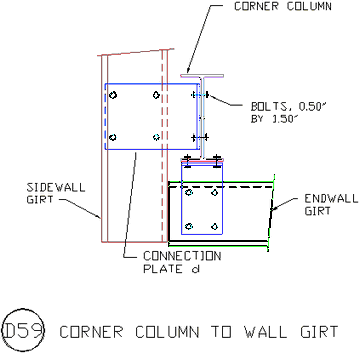 CORNER COLUMN
BOLTS, 0.50"
BY 1.50"
SIDEWALL
GIRT
ENDWALL
GIRT
CONNECTION
PLATE d
D59 CORNER COLUMN TO WALL GIRT